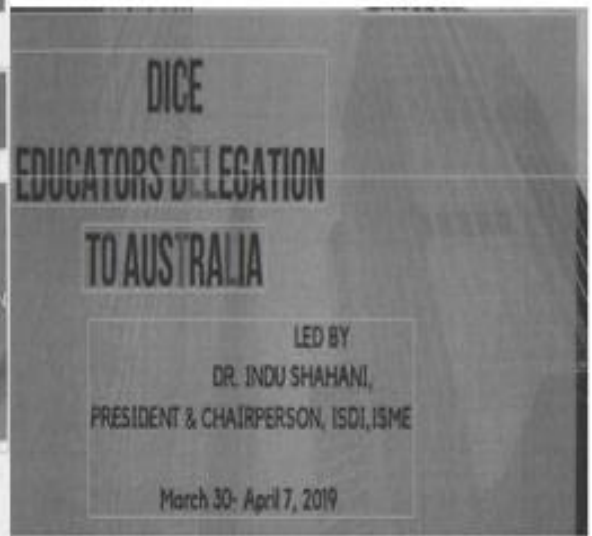 DICE
EDUCATORS DELEGATION
TO AUSTRALIA
LED BY
DR. INDU SHAHANI,
PRESIDENT & CHAIRPERSON, ISDI,ISME
March 30- April 7, 2019